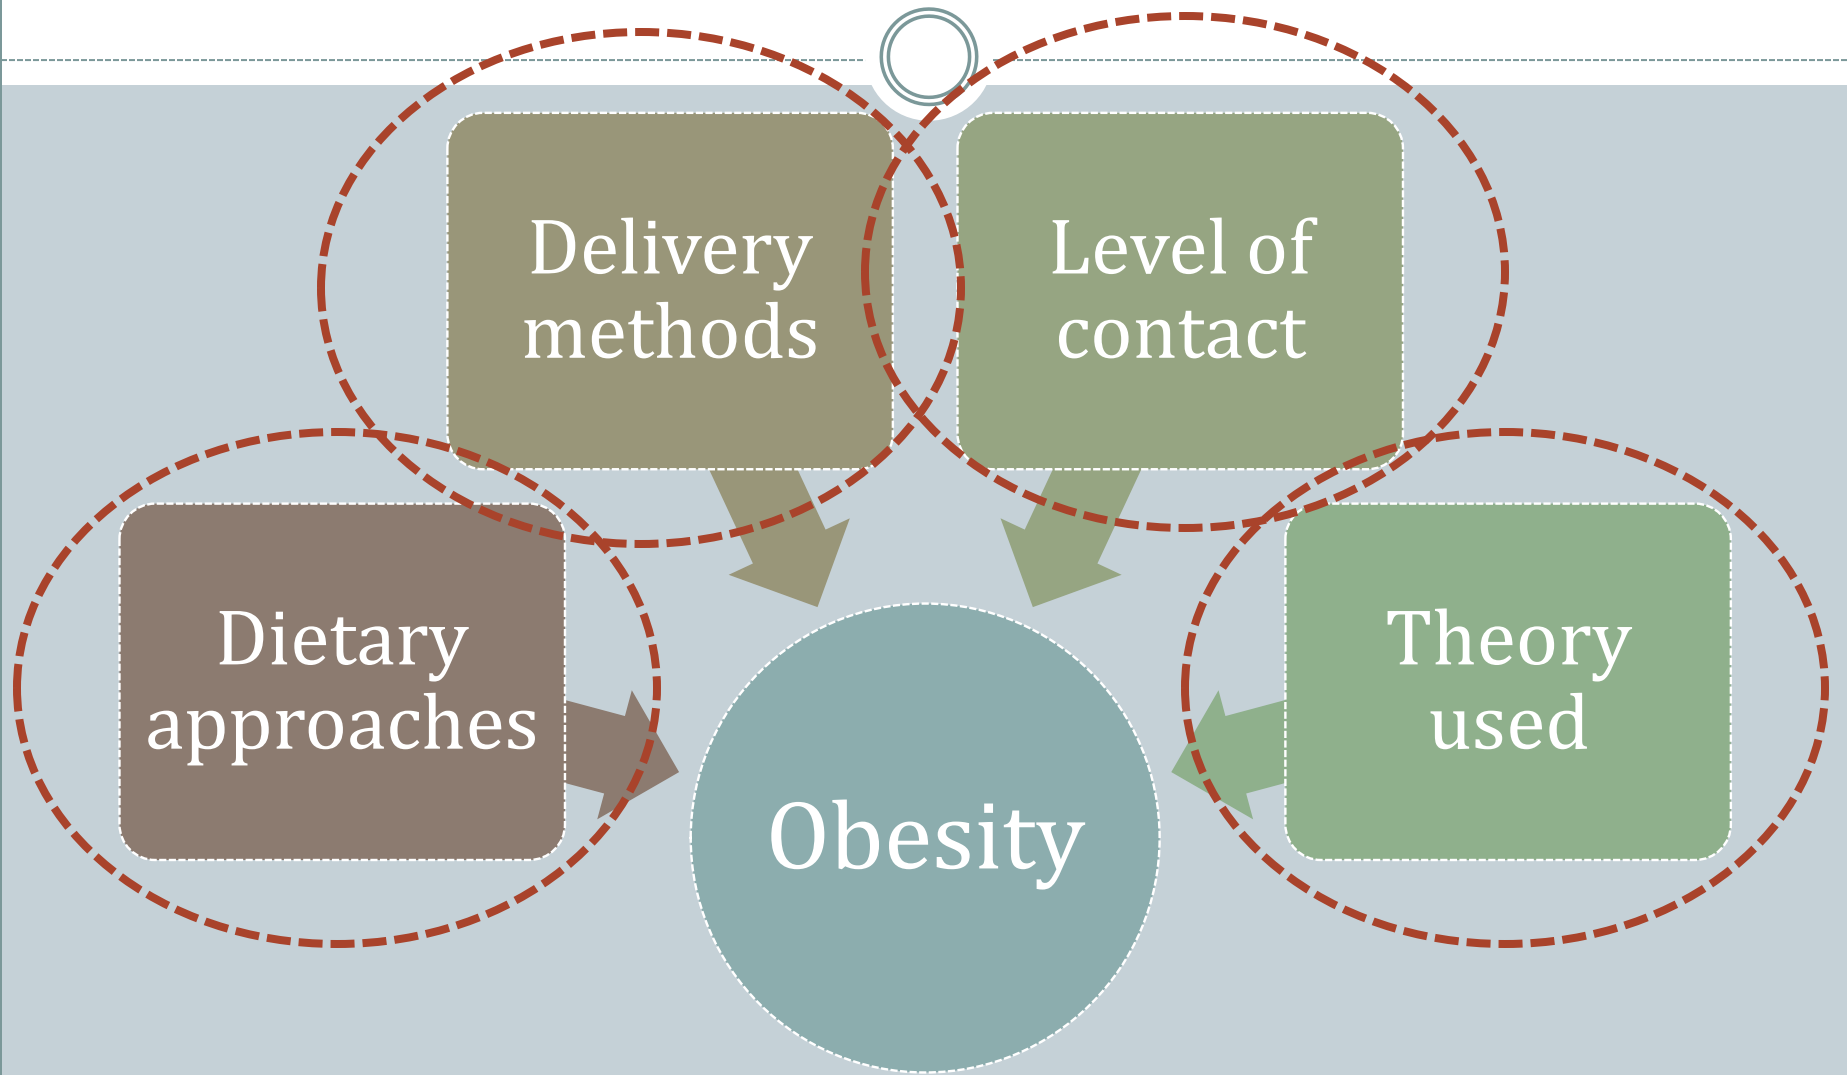 Delivery
methods
Level of
contact
Dietary
approaches
Theory
used
Obesity